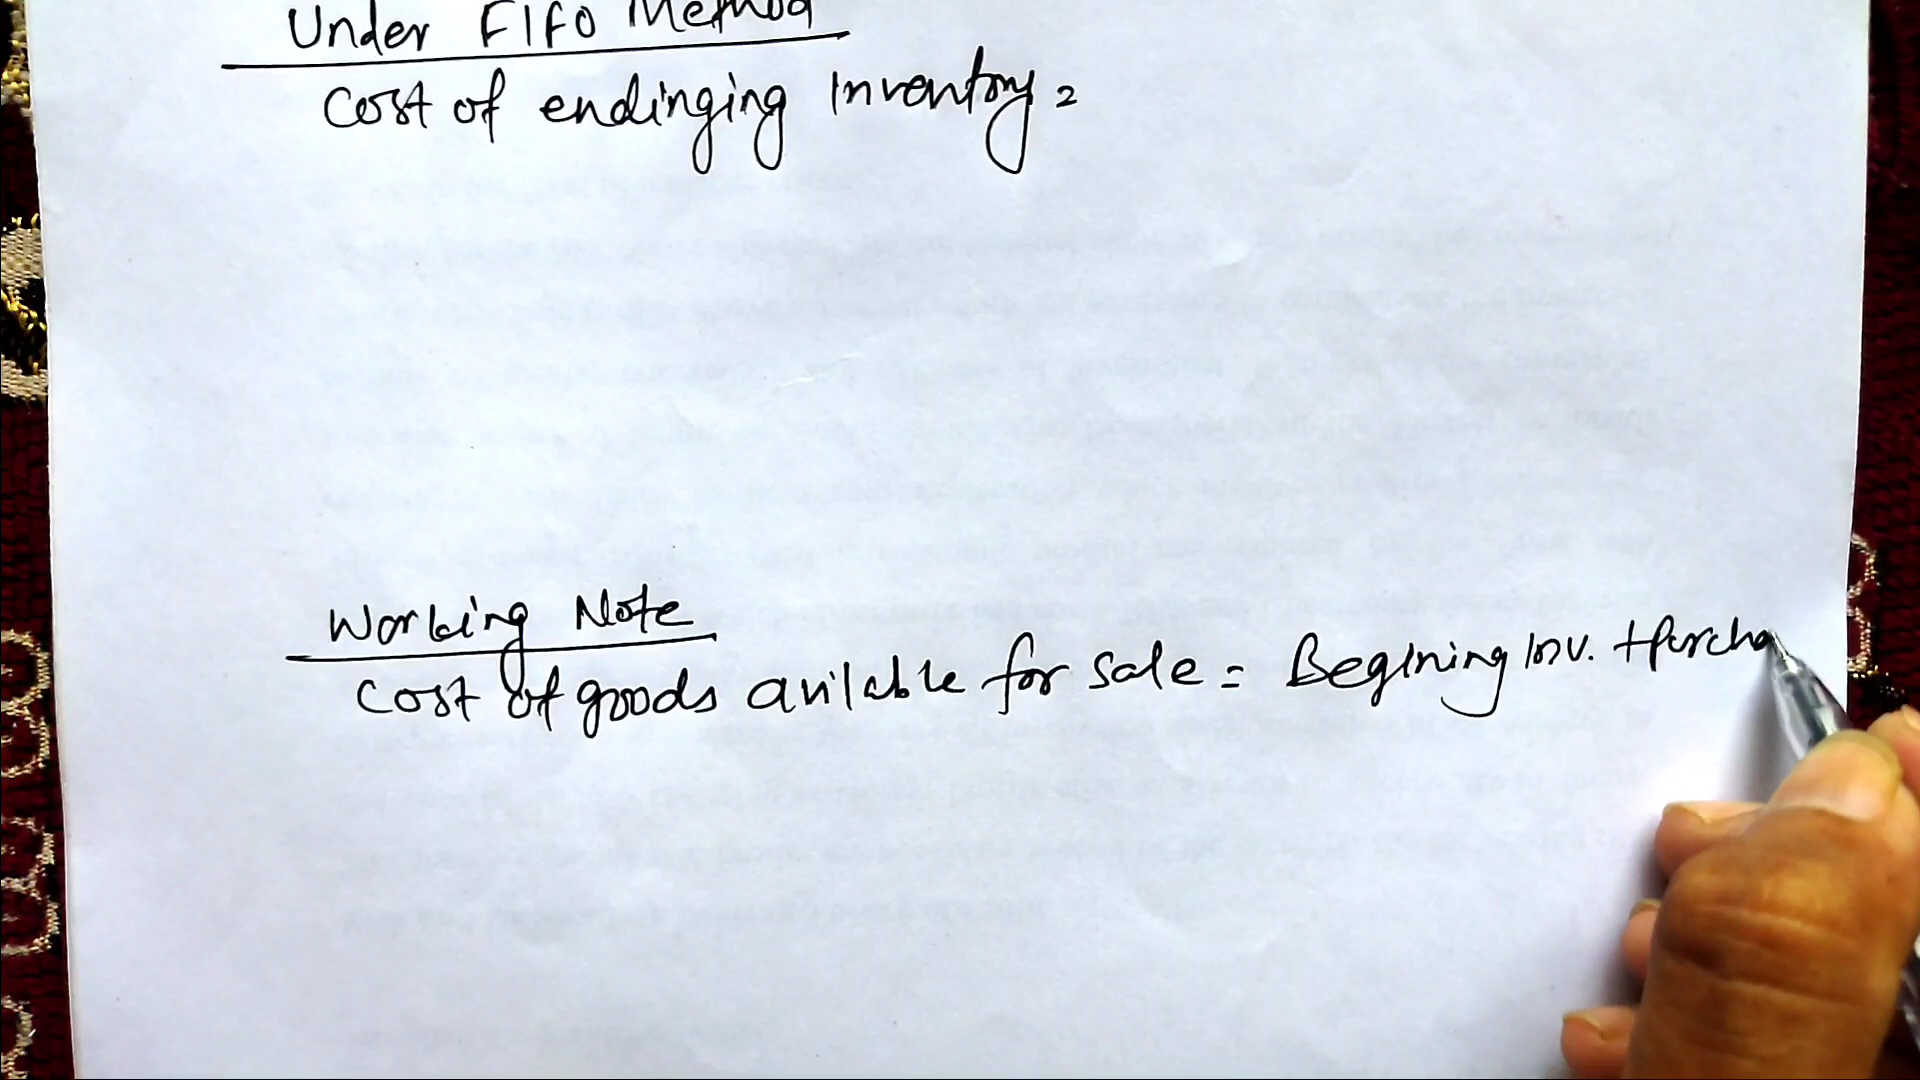 Under FIFO Method
Cost of endinging Inventory =
Working Note
Cost of goods avilable for sale = Begining Inv. + Purcha